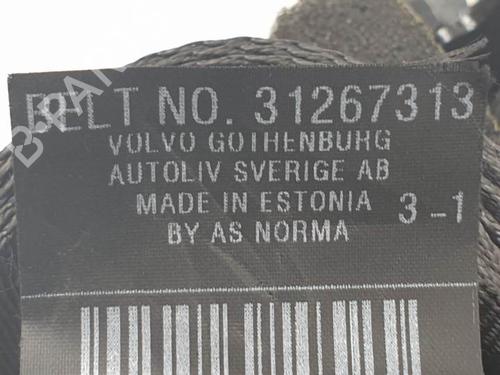 BELT NO. 31267313
VOLVO GOTHENBURG
AUTOLIV SVERIGE AB
MADE IN ESTONIA 3-1
BY AS NORMA